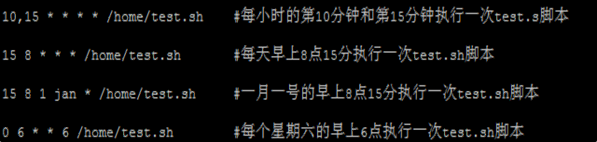 10,15 * * * * /home/test.sh #每小时的第10分钟和第15分钟执行一次test.s脚本
15 8 * * * /home/test.sh #每天早上8点15分执行一次test.sh脚本
15 8 1 jan * /home/test.sh #一月一号的早上8点15分执行一次test.sh脚本
0 6 * * 6 /home/test.sh #每个星期六的早上6点执行一次test.sh脚本